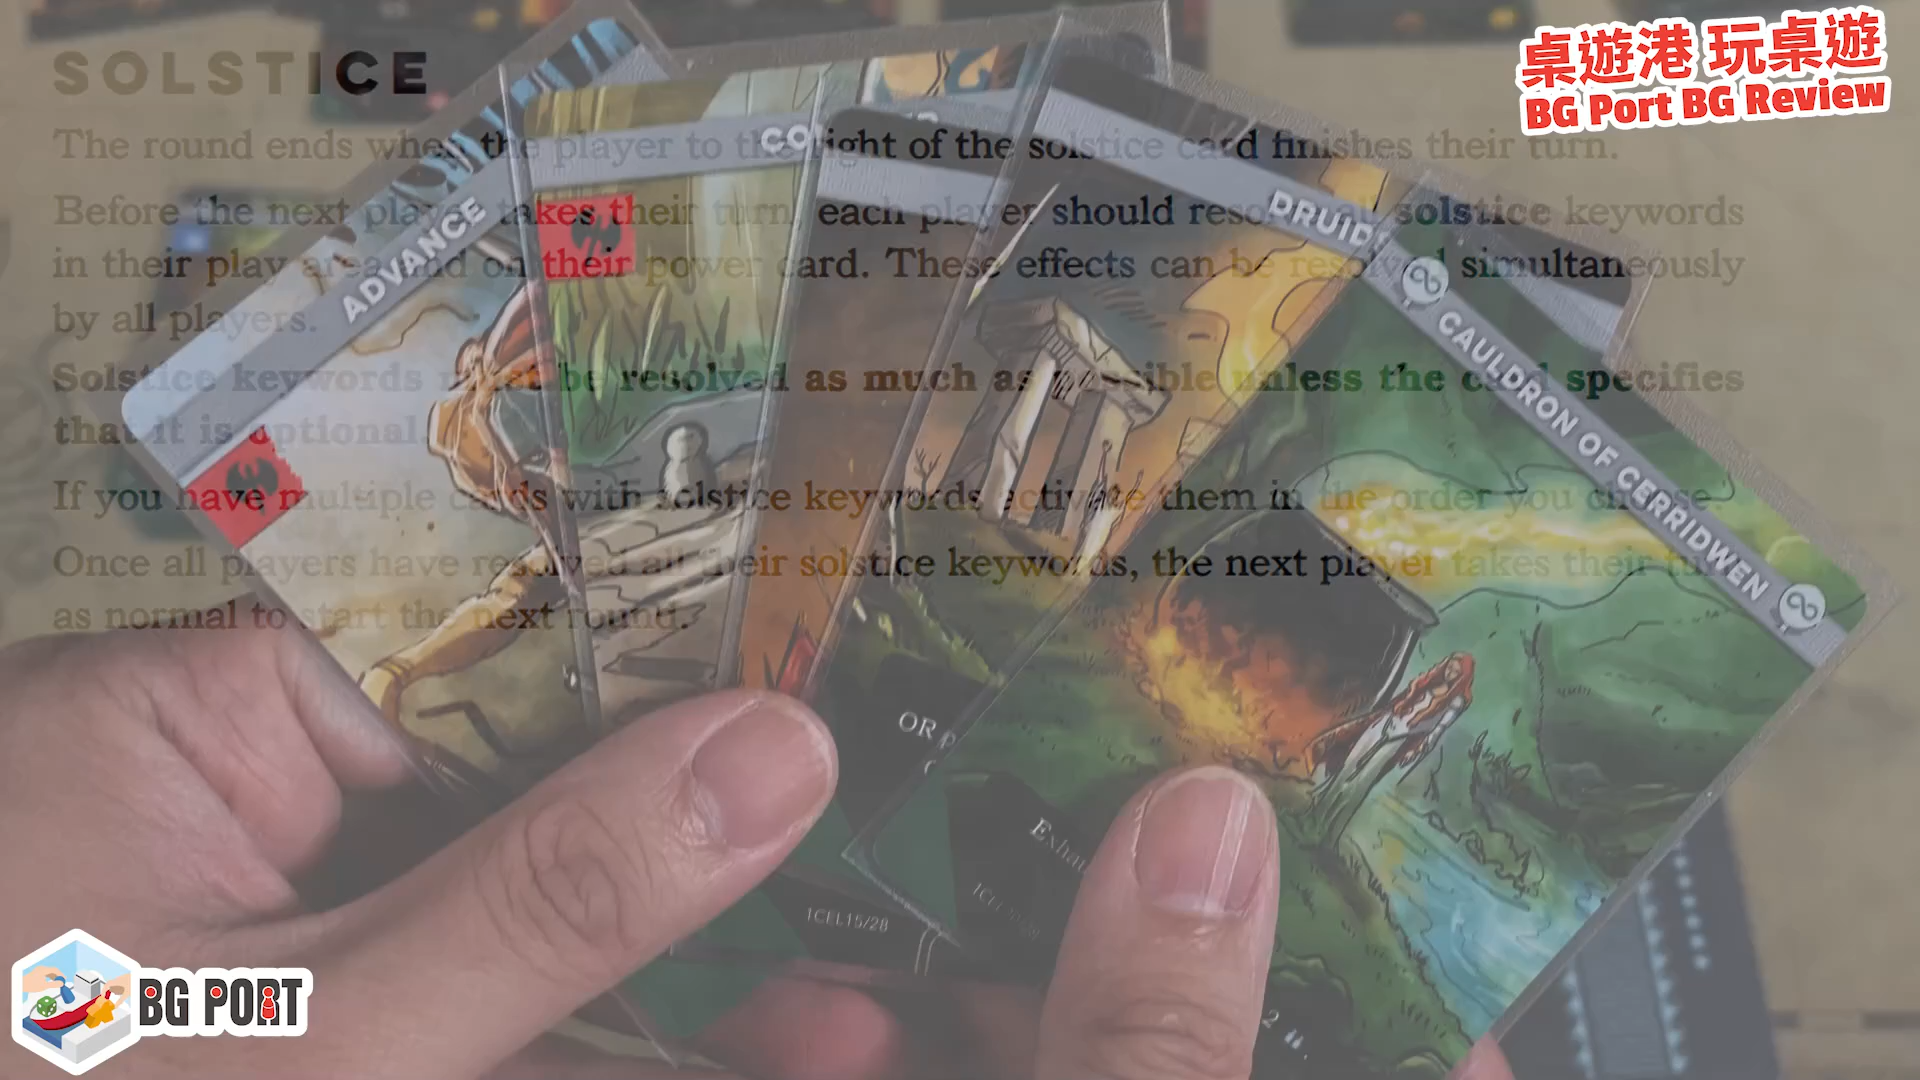 SOLSTICE
桌遊港 玩桌遊
BG Port BG Review
The round ends when the player to the right of the solstice card finishes their turn.
Before the next player takes their turn, each player should resolve all solstice keywords
in their play area and on their power card. These effects can be resolved simultaneously
by all players.
Solstice keywords must be resolved as much as possible unless the card specifies
that it is optional.
If you have multiple cards with solstice keywords activate them in the order you choose.
Once all players have resolved all their solstice keywords, the next player takes their turn
as normal to start the next round.
ADVANCE
CO
DRUID
CAULDRON OF CERRIDWEN
OR
Exhau
1CEL15/28
BG PORT